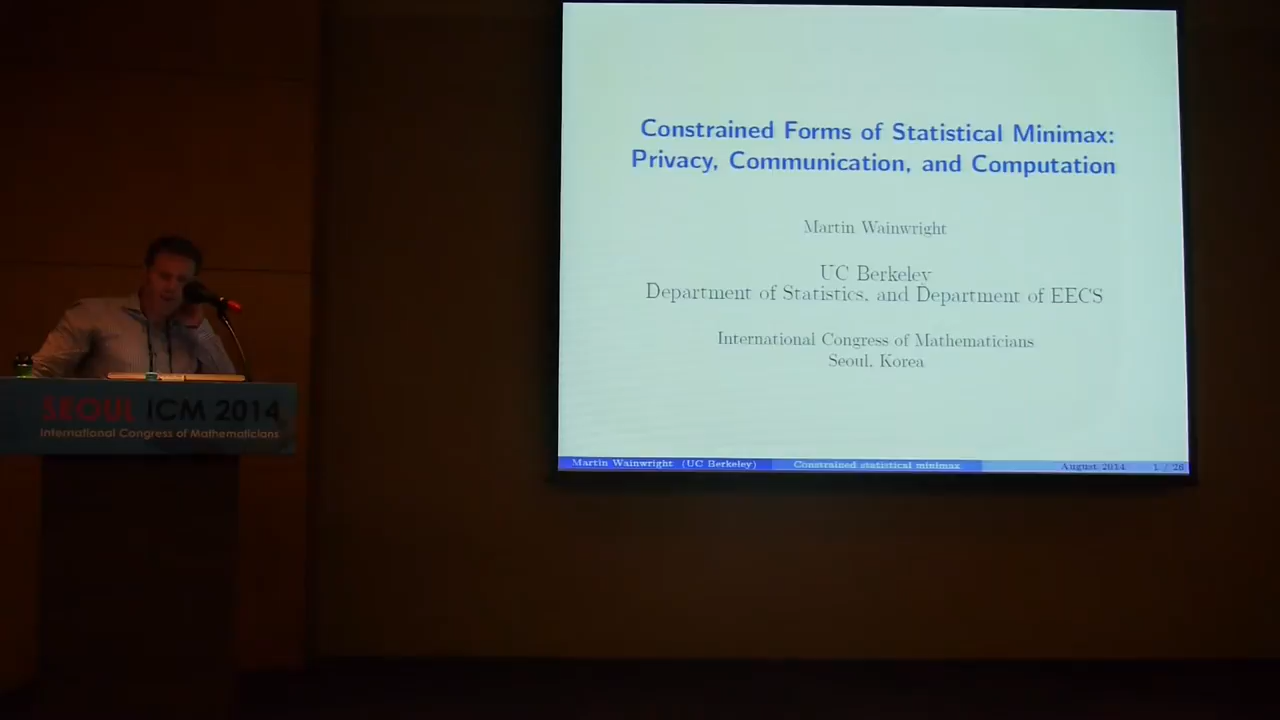 Constrained Forms of Statistical Minimax:
Privacy, Communication, and Computation
Martin Wainwright
UC Berkeley
Department of Statistics, and Department of EECS
International Congress of Mathematicians
Seoul, Korea
Martin Wainwright (UC Berkeley) Constrained statistical minimax August 2014 1 / 26
SEOUL ICM 2014
International Congress of Mathematicians